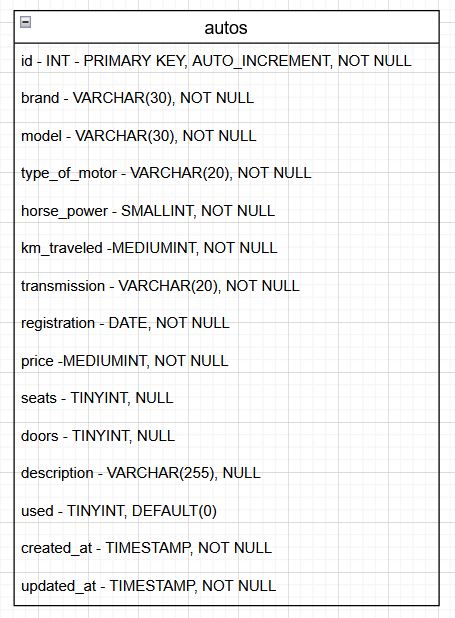 autos
id - INT - PRIMARY KEY, AUTO_INCREMENT, NOT NULL
brand - VARCHAR(30), NOT NULL
model - VARCHAR(30), NOT NULL
type_of_motor - VARCHAR(20), NOT NULL
horse_power - SMALLINT, NOT NULL
km_traveled -MEDIUMINT, NOT NULL
transmission - VARCHAR(20), NOT NULL
registration - DATE, NOT NULL
price -MEDIUMINT, NOT NULL
seats - TINYINT, NULL
doors - TINYINT, NULL
description - VARCHAR(255), NULL
used - TINYINT, DEFAULT(0)
created_at - TIMESTAMP, NOT NULL
updated_at - TIMESTAMP, NOT NULL